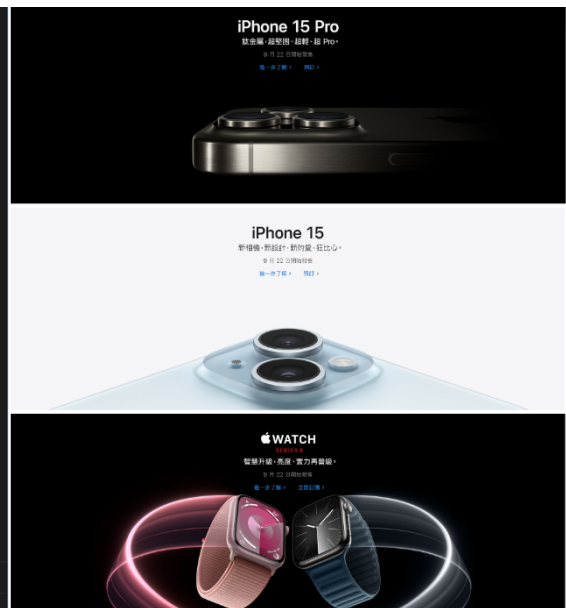 iPhone 15 Pro
鈦金屬，超堅固、超輕、超 Pro。
9 月 22 日開始發售
進一步了解 > 預訂 >
iPhone 15
新相機。新設計。新的愛，狂比心。
9 月 22 日開始發售
進一步了解 > 預訂 >
WATCH
SERIES 9
智慧升級。亮度、實力再晉級。
9 月 22 日開始發售
進一步了解 > 立即訂購 >